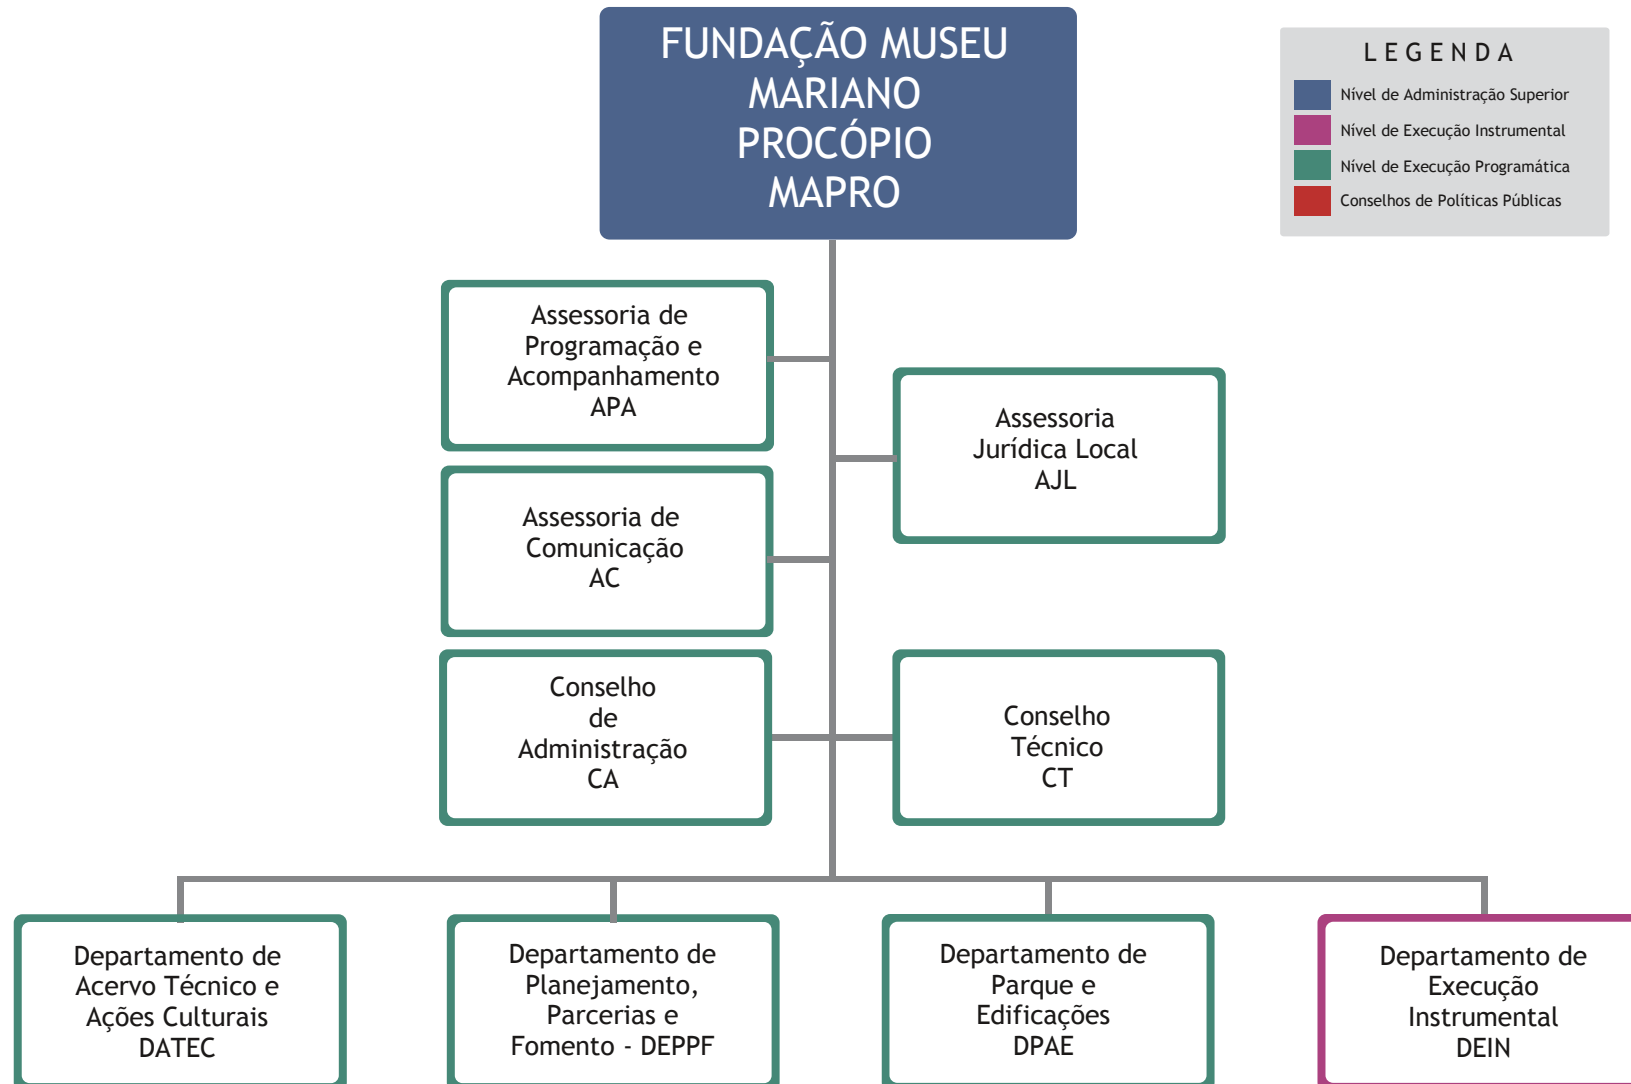 FUNDAÇÃO MUSEU
MARIANO
PROCÓPIO
MAPRO
LEGENDA
Nível de Administração Superior
Nível de Execução Instrumental
Nível de Execução Programática
Conselhos de Políticas Públicas
Assessoria de
Programação e
Acompanhamento
APA
Assessoria
Jurídica Local
AJL
Assessoria de
Comunicação
AC
Conselho
de
Administração
CA
Conselho
Técnico
CT
Departamento de
Acervo Técnico e
Ações Culturais
DATEC
Departamento de
Planejamento,
Parcerias e
Fomento - DEPPF
Departamento de
Parque e
Edificações
DPAE
Departamento de
Execução
Instrumental
DEIN